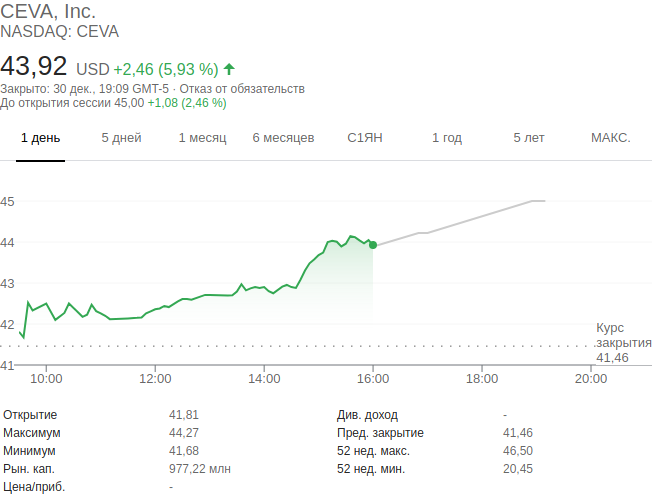 CEVA, Inc.
NASDAQ: CEVA
43,92 USD +2,46 (5,93 %)
Закрыто: 30 дек., 19:09 GMT-5 · Отказ от обязательств
До открытия сессии 45,00 +1,08 (2,46 %)
1 день 5 дней 1 месяц 6 месяцев С1ЯН 1 год 5 лет МАКС.
45
44
43
42
Курс
закрытия
41,46
41
10:00 12:00 14:00 16:00 18:00 20:00
Открытие 41,81 Див. доход -
Максимум 44,27 Пред. закрытие 41,46
Минимум 41,68 52 нед. макс. 46,50
Рын. кап. 977,22 млн 52 нед. мин. 20,45
Цена/приб. -